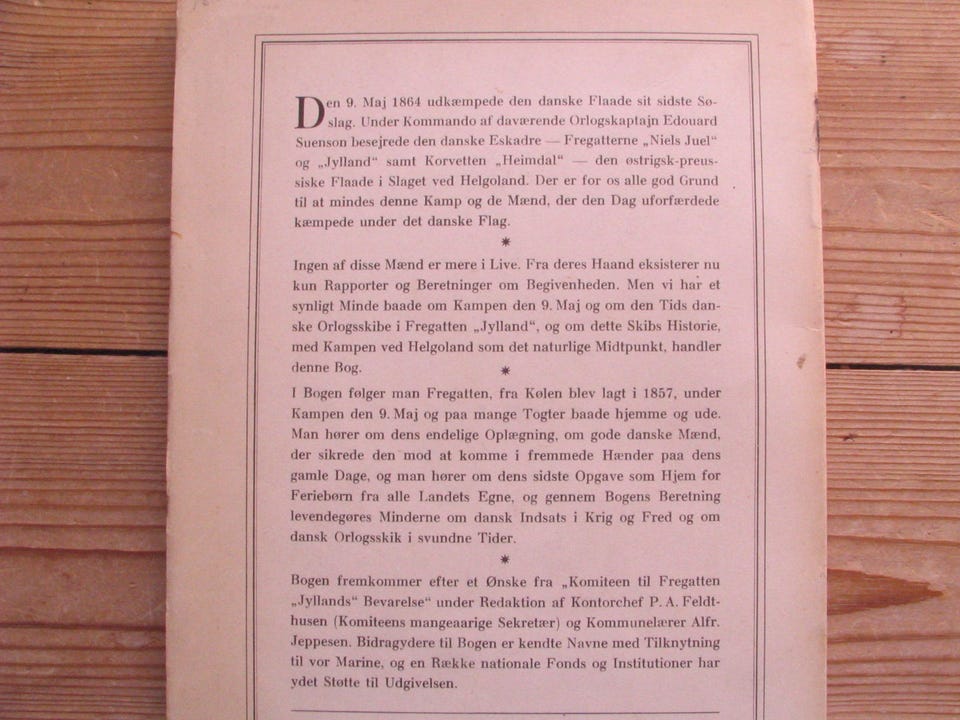 Den 9. Maj 1864 udkæmpede den danske Flaade sit sidste Sø-
slag. Under Kommando af daværende Orlogskaptajn Edouard
Suenson besejrede den danske Eskadre — Fregatterne „Niels Juel“
og „Jylland“ samt Korvetten „Heimdal“ — den østrigsk-preus-
siske Flaade i Slaget ved Helgoland. Der er for os alle god Grund
til at mindes denne Kamp og de Mænd, der den Dag uforfærdede
kæmpede under det danske Flag.
*
Ingen af disse Mænd er mere i Live. Fra deres Haand eksisterer nu
kun Rapporter og Beretninger om Begivenheden. Men vi har et
synligt Minde baade om Kampen den 9. Maj og om den Tids dan-
ske Orlogsskibe i Fregatten „Jylland“, og om dette Skibs Historie,
med Kampen ved Helgoland som det naturlige Midtpunkt, handler
denne Bog.
*
I Bogen følger man Fregatten, fra Kølen blev lagt i 1857, under
Kampen den 9. Maj og paa mange Togter baade hjemme og ude.
Man hører om dens endelige Oplægning, om gode danske Mænd,
der sikrede den mod at komme i fremmede Hænder paa dens
gamle Dage, og man hører om dens sidste Opgave som Hjem for
Feriebørn fra alle Landets Egne, og gennem Bogens Beretning
levendegøres Minderne om dansk Indsats i Krig og Fred og om
dansk Orlogsskik i svundne Tider.
*
Bogen fremkommer efter et Ønske fra „Komiteen til Fregatten
„Jyllands“ Bevarelse“ under Redaktion af Kontorchef P. A. Feldt-
husen (Komiteens mangeaarige Sekretær) og Kommunelærer Alfr.
Jeppesen. Bidragydere til Bogen er kendte Navne med Tilknytning
til vor Marine, og en Række nationale Fonds og Institutioner har
ydet Støtte til Udgivelsen.